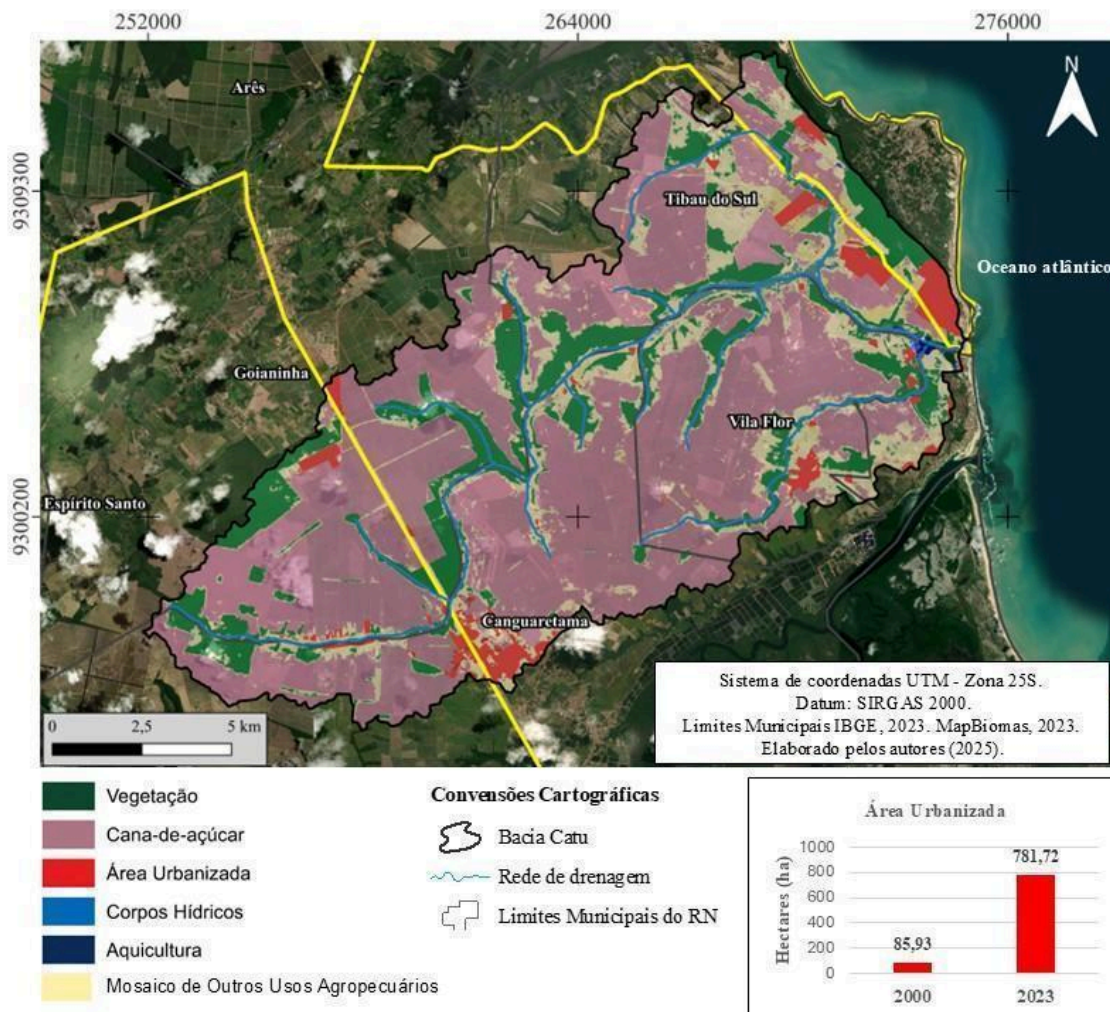 252000
264000
276000
N
Arês
9309300
Tibau do Sul
Oceano atlântico
Goianinha
Vila Flor
Espírito Santo
9300200
Canguaretama
Sistema de coordenadas UTM - Zona 25S.
Datum: SIRGAS 2000.
Limites Municipais IBGE, 2023. MapBiomas, 2023.
Elaborado pelos autores (2025).
0 2,5 5 km
Vegetação
Cana-de-açúcar
Área Urbanizada
Corpos Hídricos
Aquicultura
Mosaico de Outros Usos Agropecuários
Convensões Cartográficas
Bacia Catu
Rede de drenagem
Limites Municipais do RN
Área Urbanizada
Hectares (ha)
1000
800
600
400
200
0
85,93
781,72
2000
2023